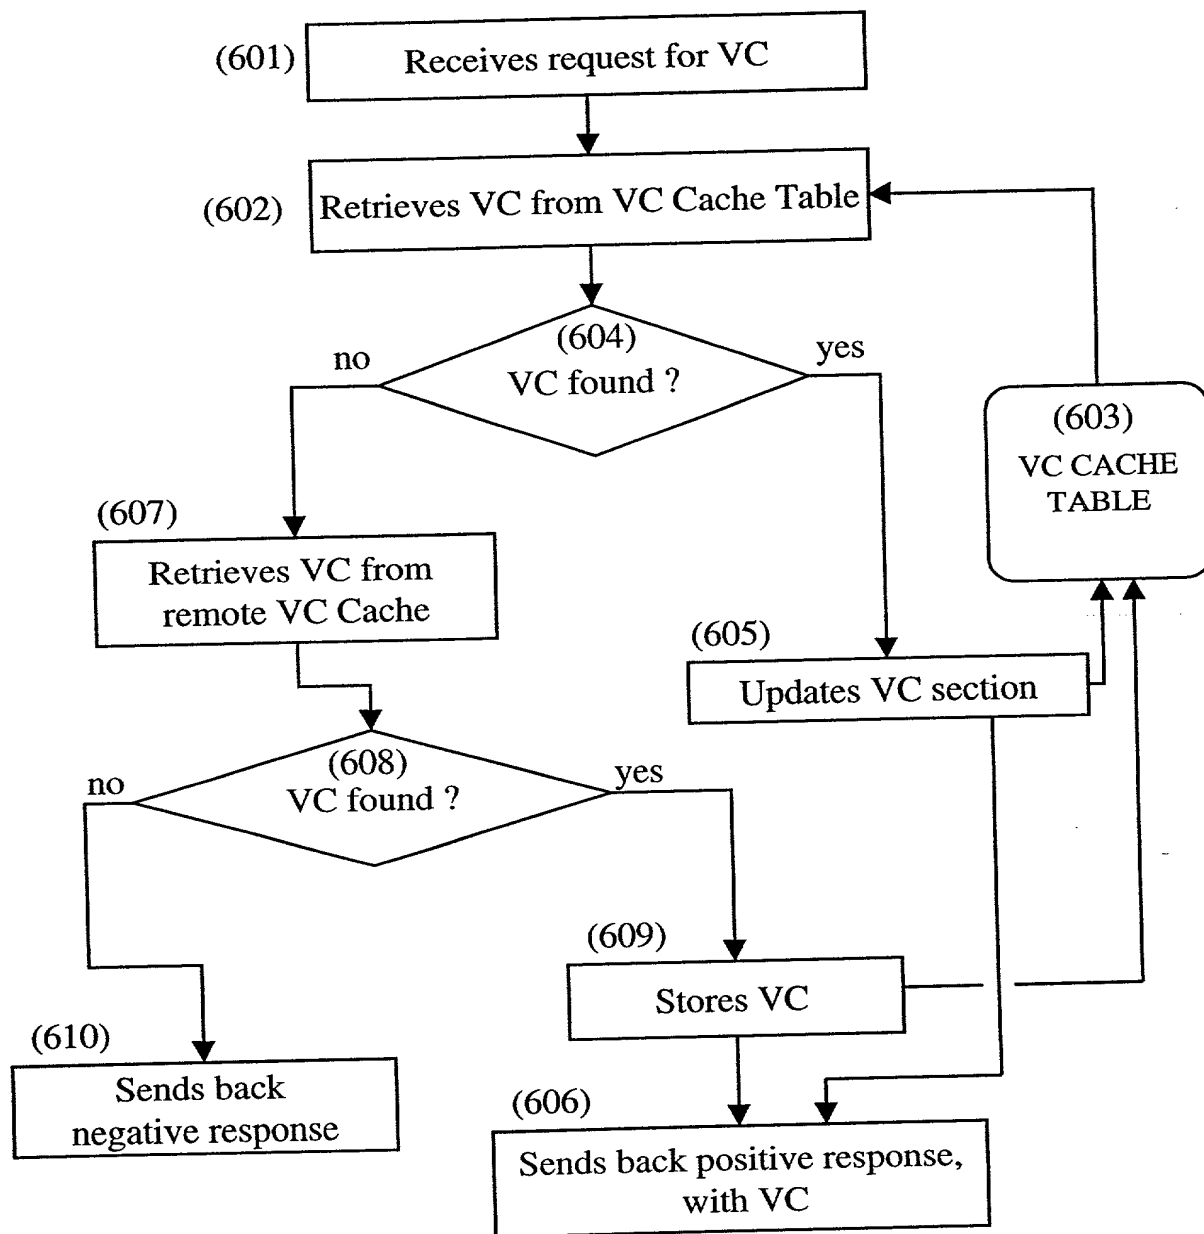 (601)
Receives request for VC
(602)
Retrieves VC from VC Cache Table
(604)
no
VC found ?
yes
(603)
VC CACHE
TABLE
(607)
Retrieves VC from
remote VC Cache
(605)
Updates VC section
(608)
no
VC found ?
yes
(609)
Stores VC
(610)
Sends back
negative response
(606)
Sends back positive response,
with VC